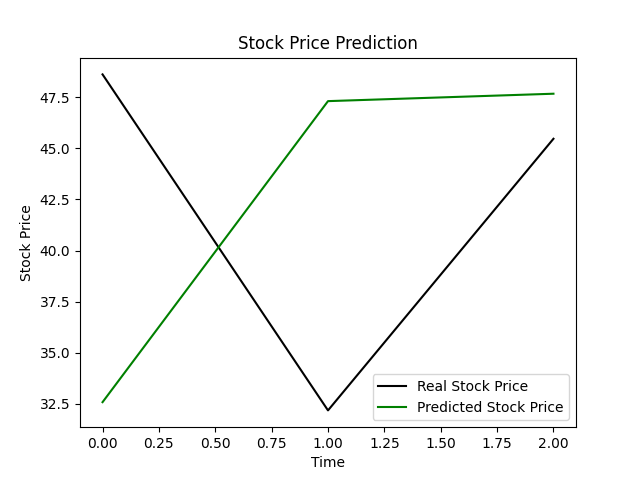 Stock Price Prediction
Stock Price
47.5
45.0
42.5
40.0
37.5
35.0
32.5
Real Stock Price
Predicted Stock Price
0.00 0.25 0.50 0.75 1.00 1.25 1.50 1.75 2.00
Time